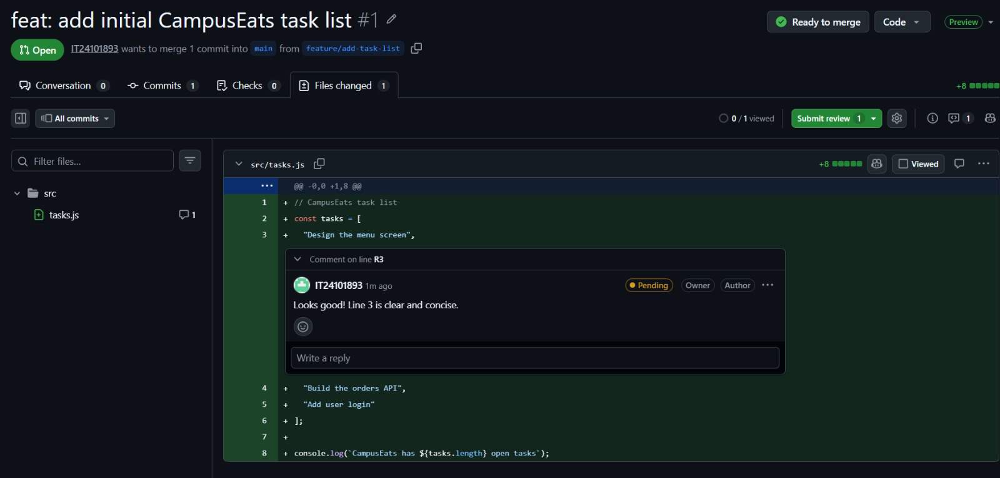 feat: add initial CampusEats task list #1
Ready to merge
Code
Preview
Open
IT24101893 wants to merge 1 commit into main from feature/add-task-list
Conversation 0
Commits 1
Checks 0
Files changed 1
+8
All commits
0 / 1 viewed
Submit review 1
1
Filter files...
src
tasks.js
1
src/tasks.js
+8
Viewed
@@ -0,0 +1,8 @@
1 + // CampusEats task list
2 + const tasks = [
3 + "Design the menu screen",
Comment on line R3
IT24101893 1m ago
Pending
Owner
Author
Looks good! Line 3 is clear and concise.
Write a reply
4 + "Build the orders API",
5 + "Add user login"
6 + ];
7 +
8 + console.log(`CampusEats has ${tasks.length} open tasks`);